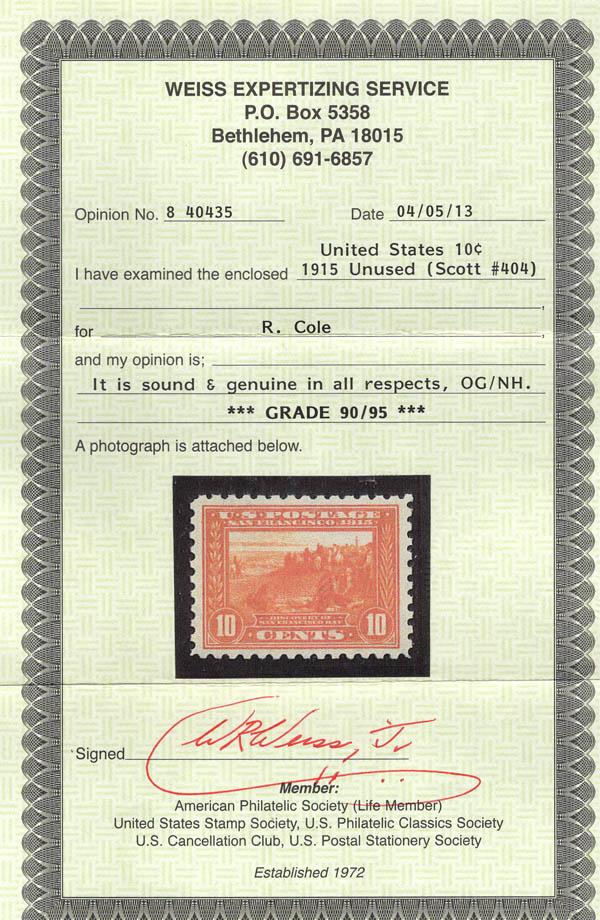 WEISS EXPERTIZING SERVICE
P.O. Box 5358
Bethlehem, PA 18015
(610) 691-6857
Opinion No. 8 40435 Date 04/05/13
United States 10¢
I have examined the enclosed 1915 Unused (Scott #404)
,
for R. Cole ,
and my opinion is;
It is sound & genuine in all respects, OG/NH.
*** GRADE 90/95 ***
A photograph is attached below.
U.S. POSTAGE
SAN FRANCISCO, 1915
DISCOVERY OF
SAN FRANCISCO BAY
10 CENTS 10
Signed WRWeiss, Jr.
Member:
American Philatelic Society (Life Member)
United States Stamp Society, U.S. Philatelic Classics Society
U.S. Cancellation Club, U.S. Postal Stationery Society
Established 1972